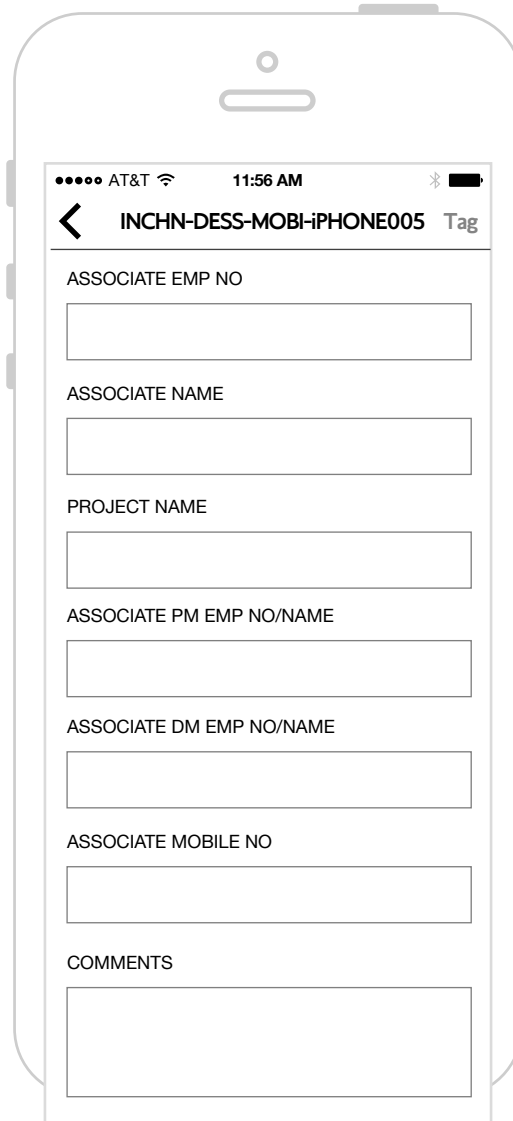 AT&T 11:56 AM
INCHN-DESS-MOBI-iPHONE005 Tag
ASSOCIATE EMP NO
ASSOCIATE NAME
PROJECT NAME
ASSOCIATE PM EMP NO/NAME
ASSOCIATE DM EMP NO/NAME
ASSOCIATE MOBILE NO
COMMENTS